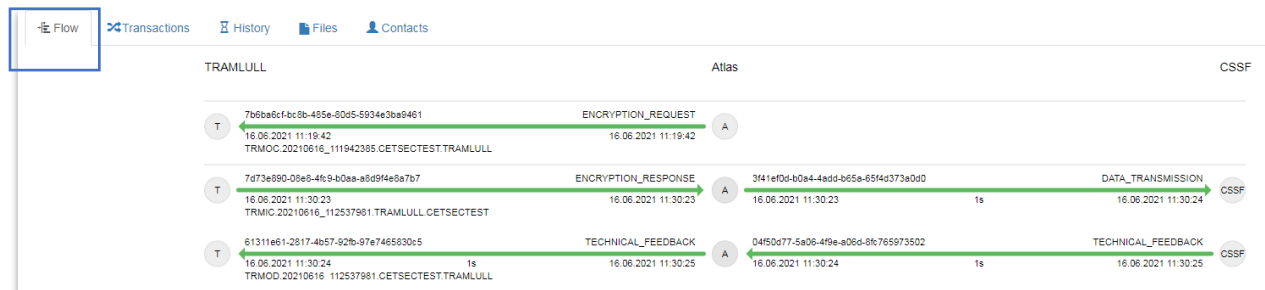 Flow Transactions History Files Contacts
TRAMLULL Atlas CSSF
7b6ba6cf-bc8b-485e-80d5-5934e3ba9461 ENCRYPTION_REQUEST
T A
16.06.2021 11:19:42 16.06.2021 11:19:42
TRMOC.20210616_111942385.CETSECTEST.TRAMLULL
7d73e890-08e8-4fc9-b0aa-a8d9f4e8a7b7 ENCRYPTION_RESPONSE 3f41ef0d-b0a4-4add-b65a-65f4d373a0d0 DATA_TRANSMISSION
T A CSSF
16.06.2021 11:30:23 16.06.2021 11:30:23 16.06.2021 11:30:23 1s 16.06.2021 11:30:24
TRMIC.20210616_112537981.TRAMLULL.CETSECTEST
61311e61-2817-4b57-92fb-97e7465830c5 TECHNICAL_FEEDBACK 04f50d77-5a06-4f9e-a06d-8fc765973502 TECHNICAL_FEEDBACK
T A CSSF
16.06.2021 11:30:24 1s 16.06.2021 11:30:25 16.06.2021 11:30:24 1s 16.06.2021 11:30:25
TRMOD.20210616_112537981.CETSECTEST.TRAMLULL